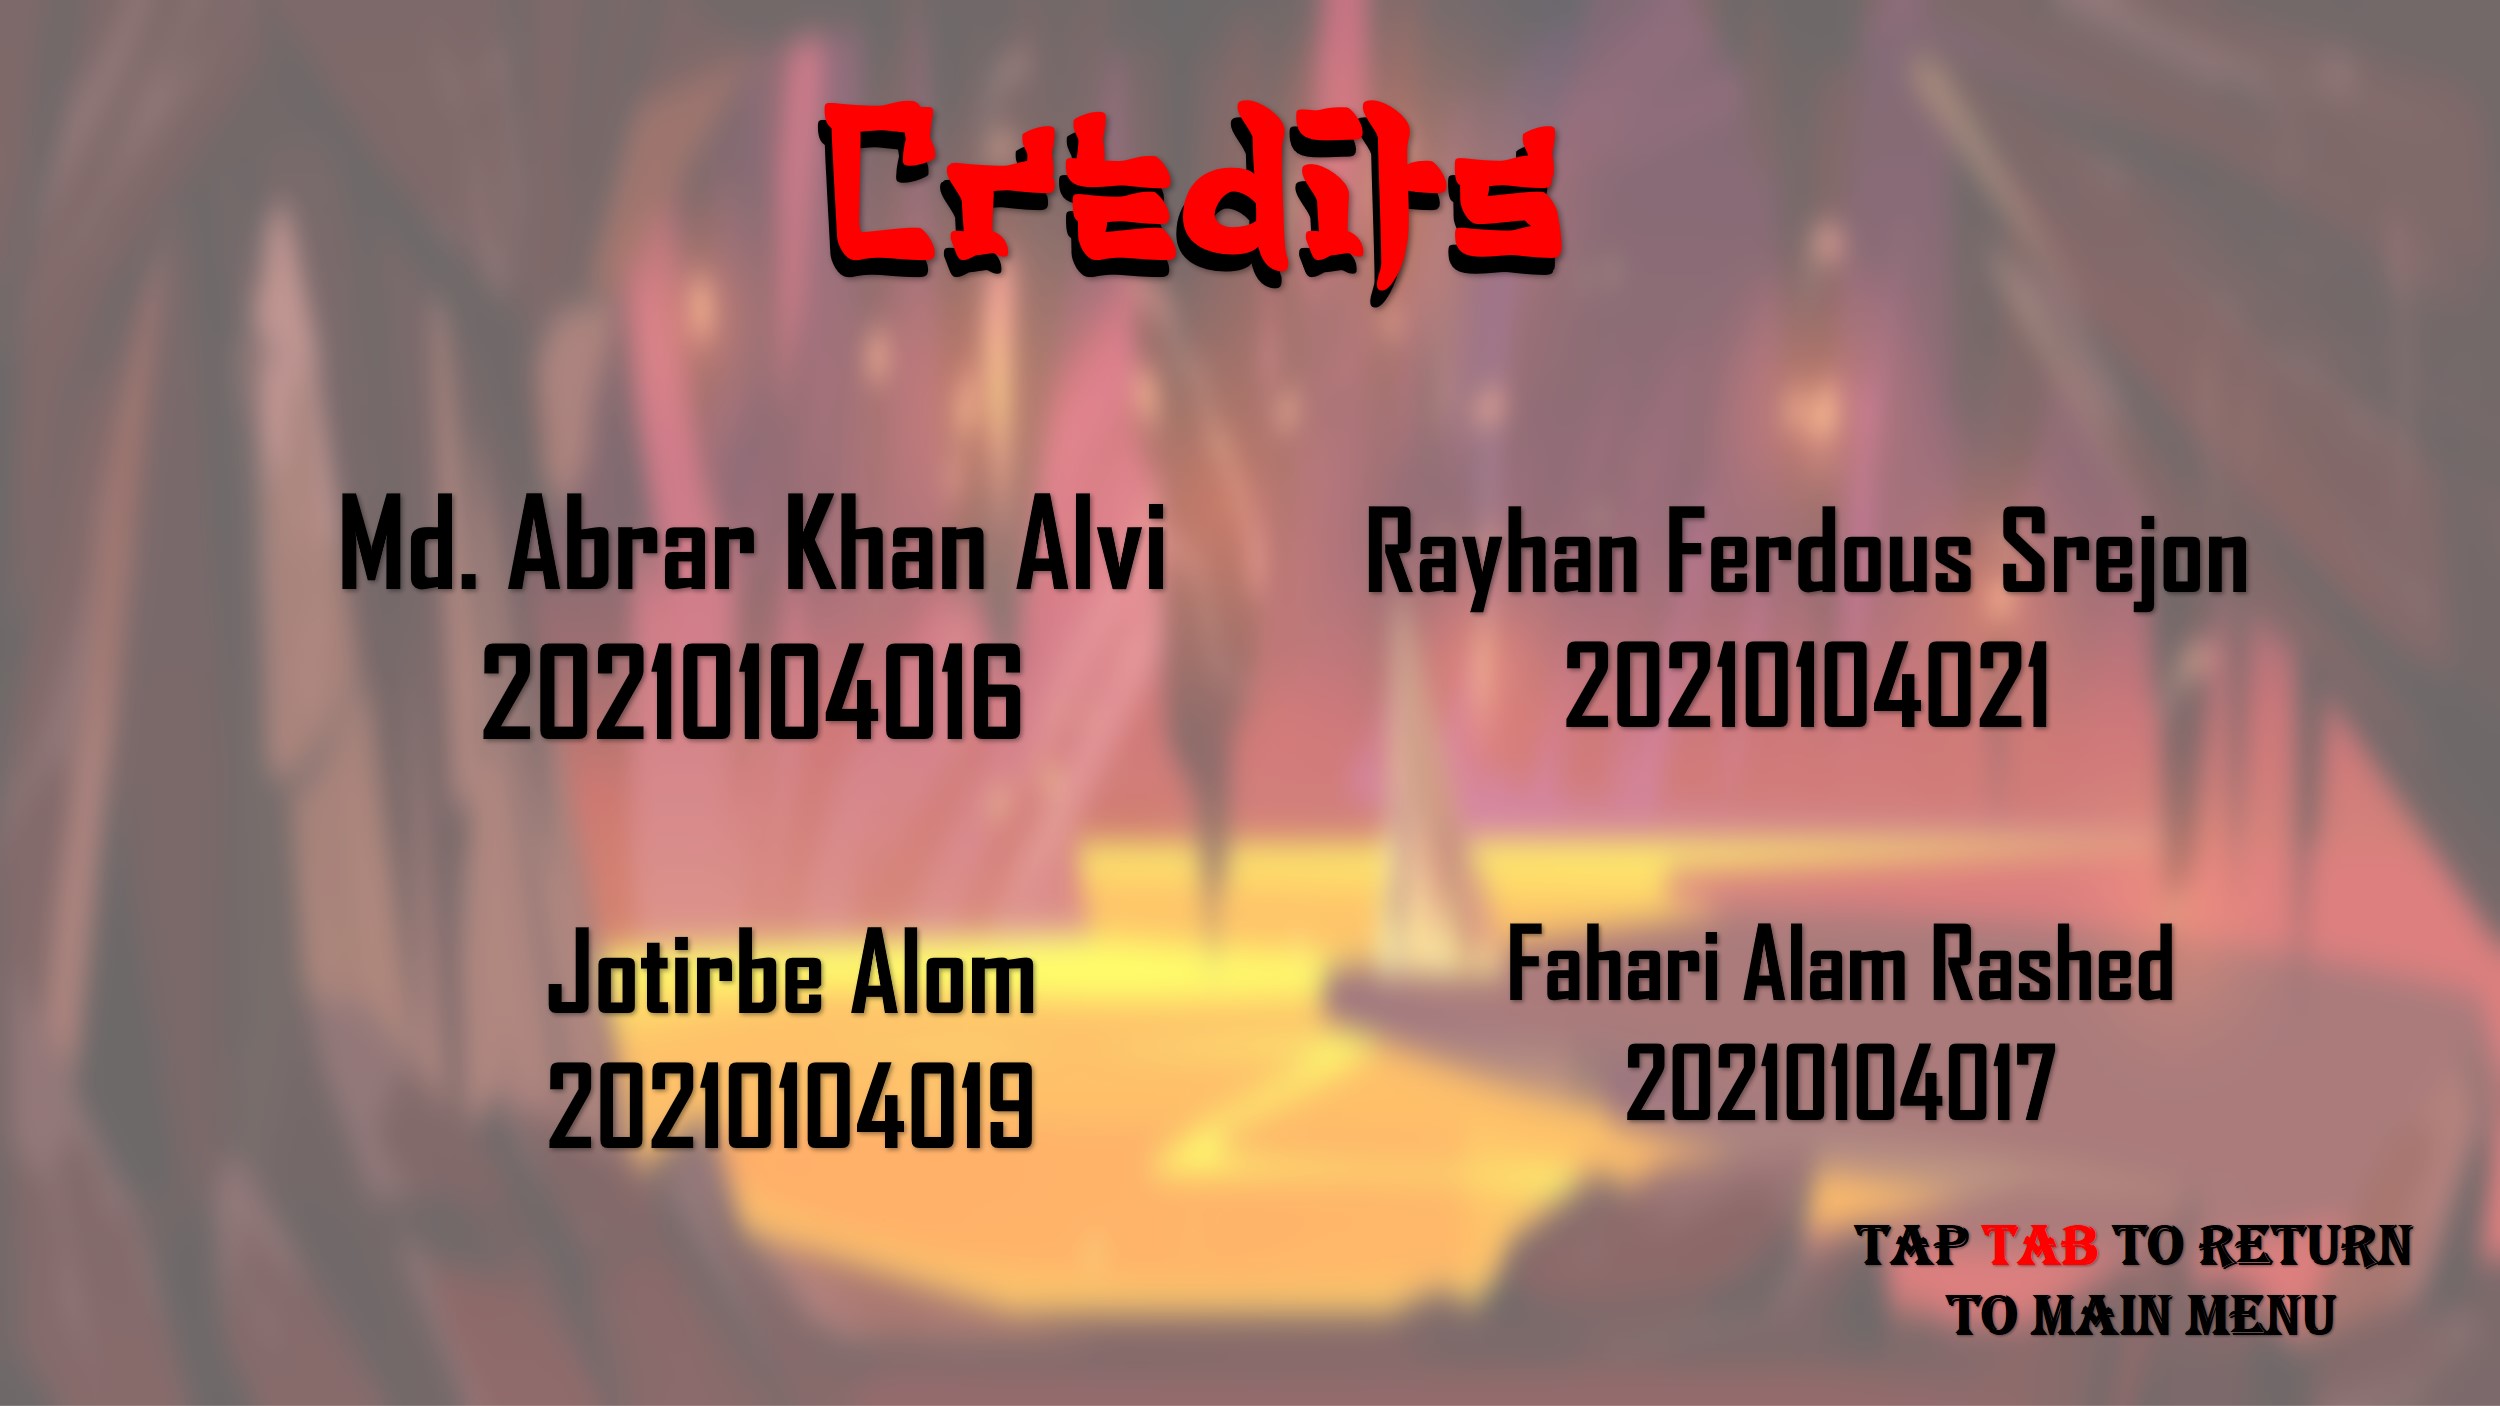 Credits
Md. Abrar Khan Alvi
20210104016
Rayhan Ferdous Srejon
20210104021
Jotirbe Alom
20210104019
Fahari Alam Rashed
20210104017
TAP TAB TO RETURN
TO MAIN MENU